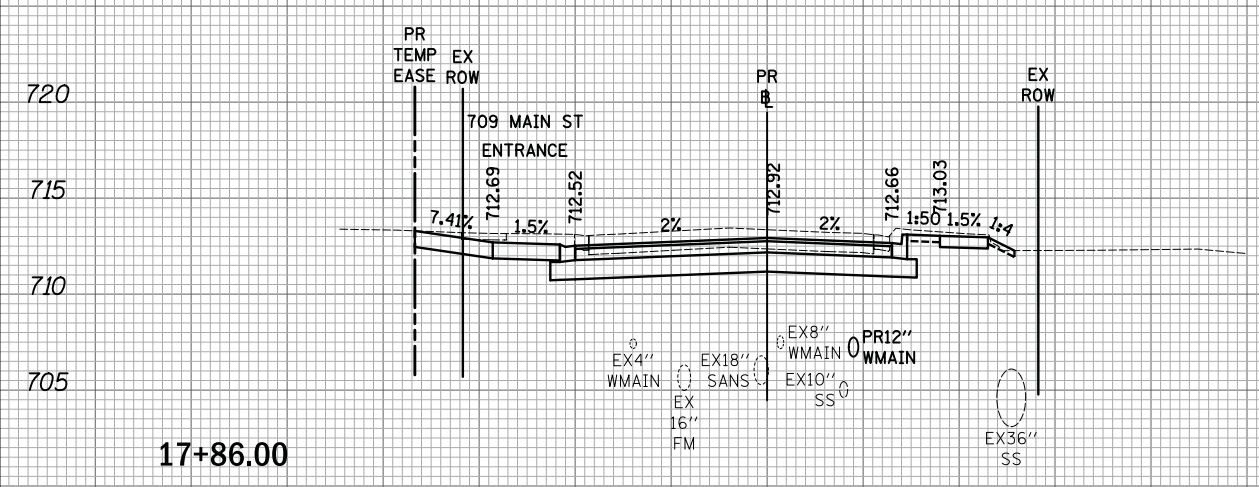 PR
TEMP
EASE
EX
ROW
PR
BL
EX
ROW
720
709 MAIN ST
ENTRANCE
715
712.69
712.52
712.92
712.66
713.03
7.41%
1.5%
2%
2%
1:50
1.5%
1:4
710
EX4''
WMAIN
EX
16''
FM
EX18''
SANS
EX8''
WMAIN
PR12''
WMAIN
EX10''
SS
705
EX36''
SS
17+86.00